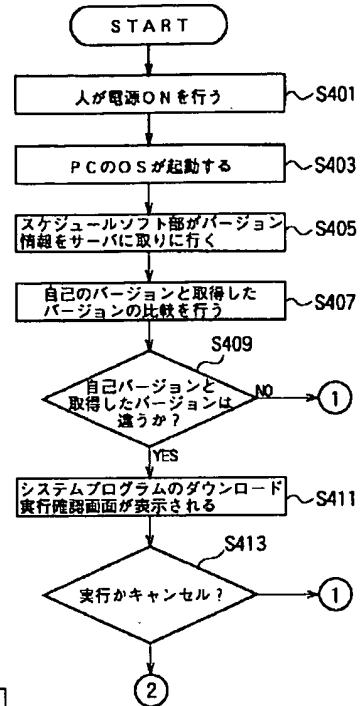 START
人が電源ONを行う
S401
PCのOSが起動する
S403
スケジュールソフト部がバージョン
情報をサーバに取りに行く
S405
自己のバージョンと取得した
バージョンの比較を行う
S407
S409
自己バージョンと
取得したバージョンは
違うか?
NO
①
YES
システムプログラムのダウンロード
実行確認画面が表示される
S411
S413
実行かキャンセル?
①
②